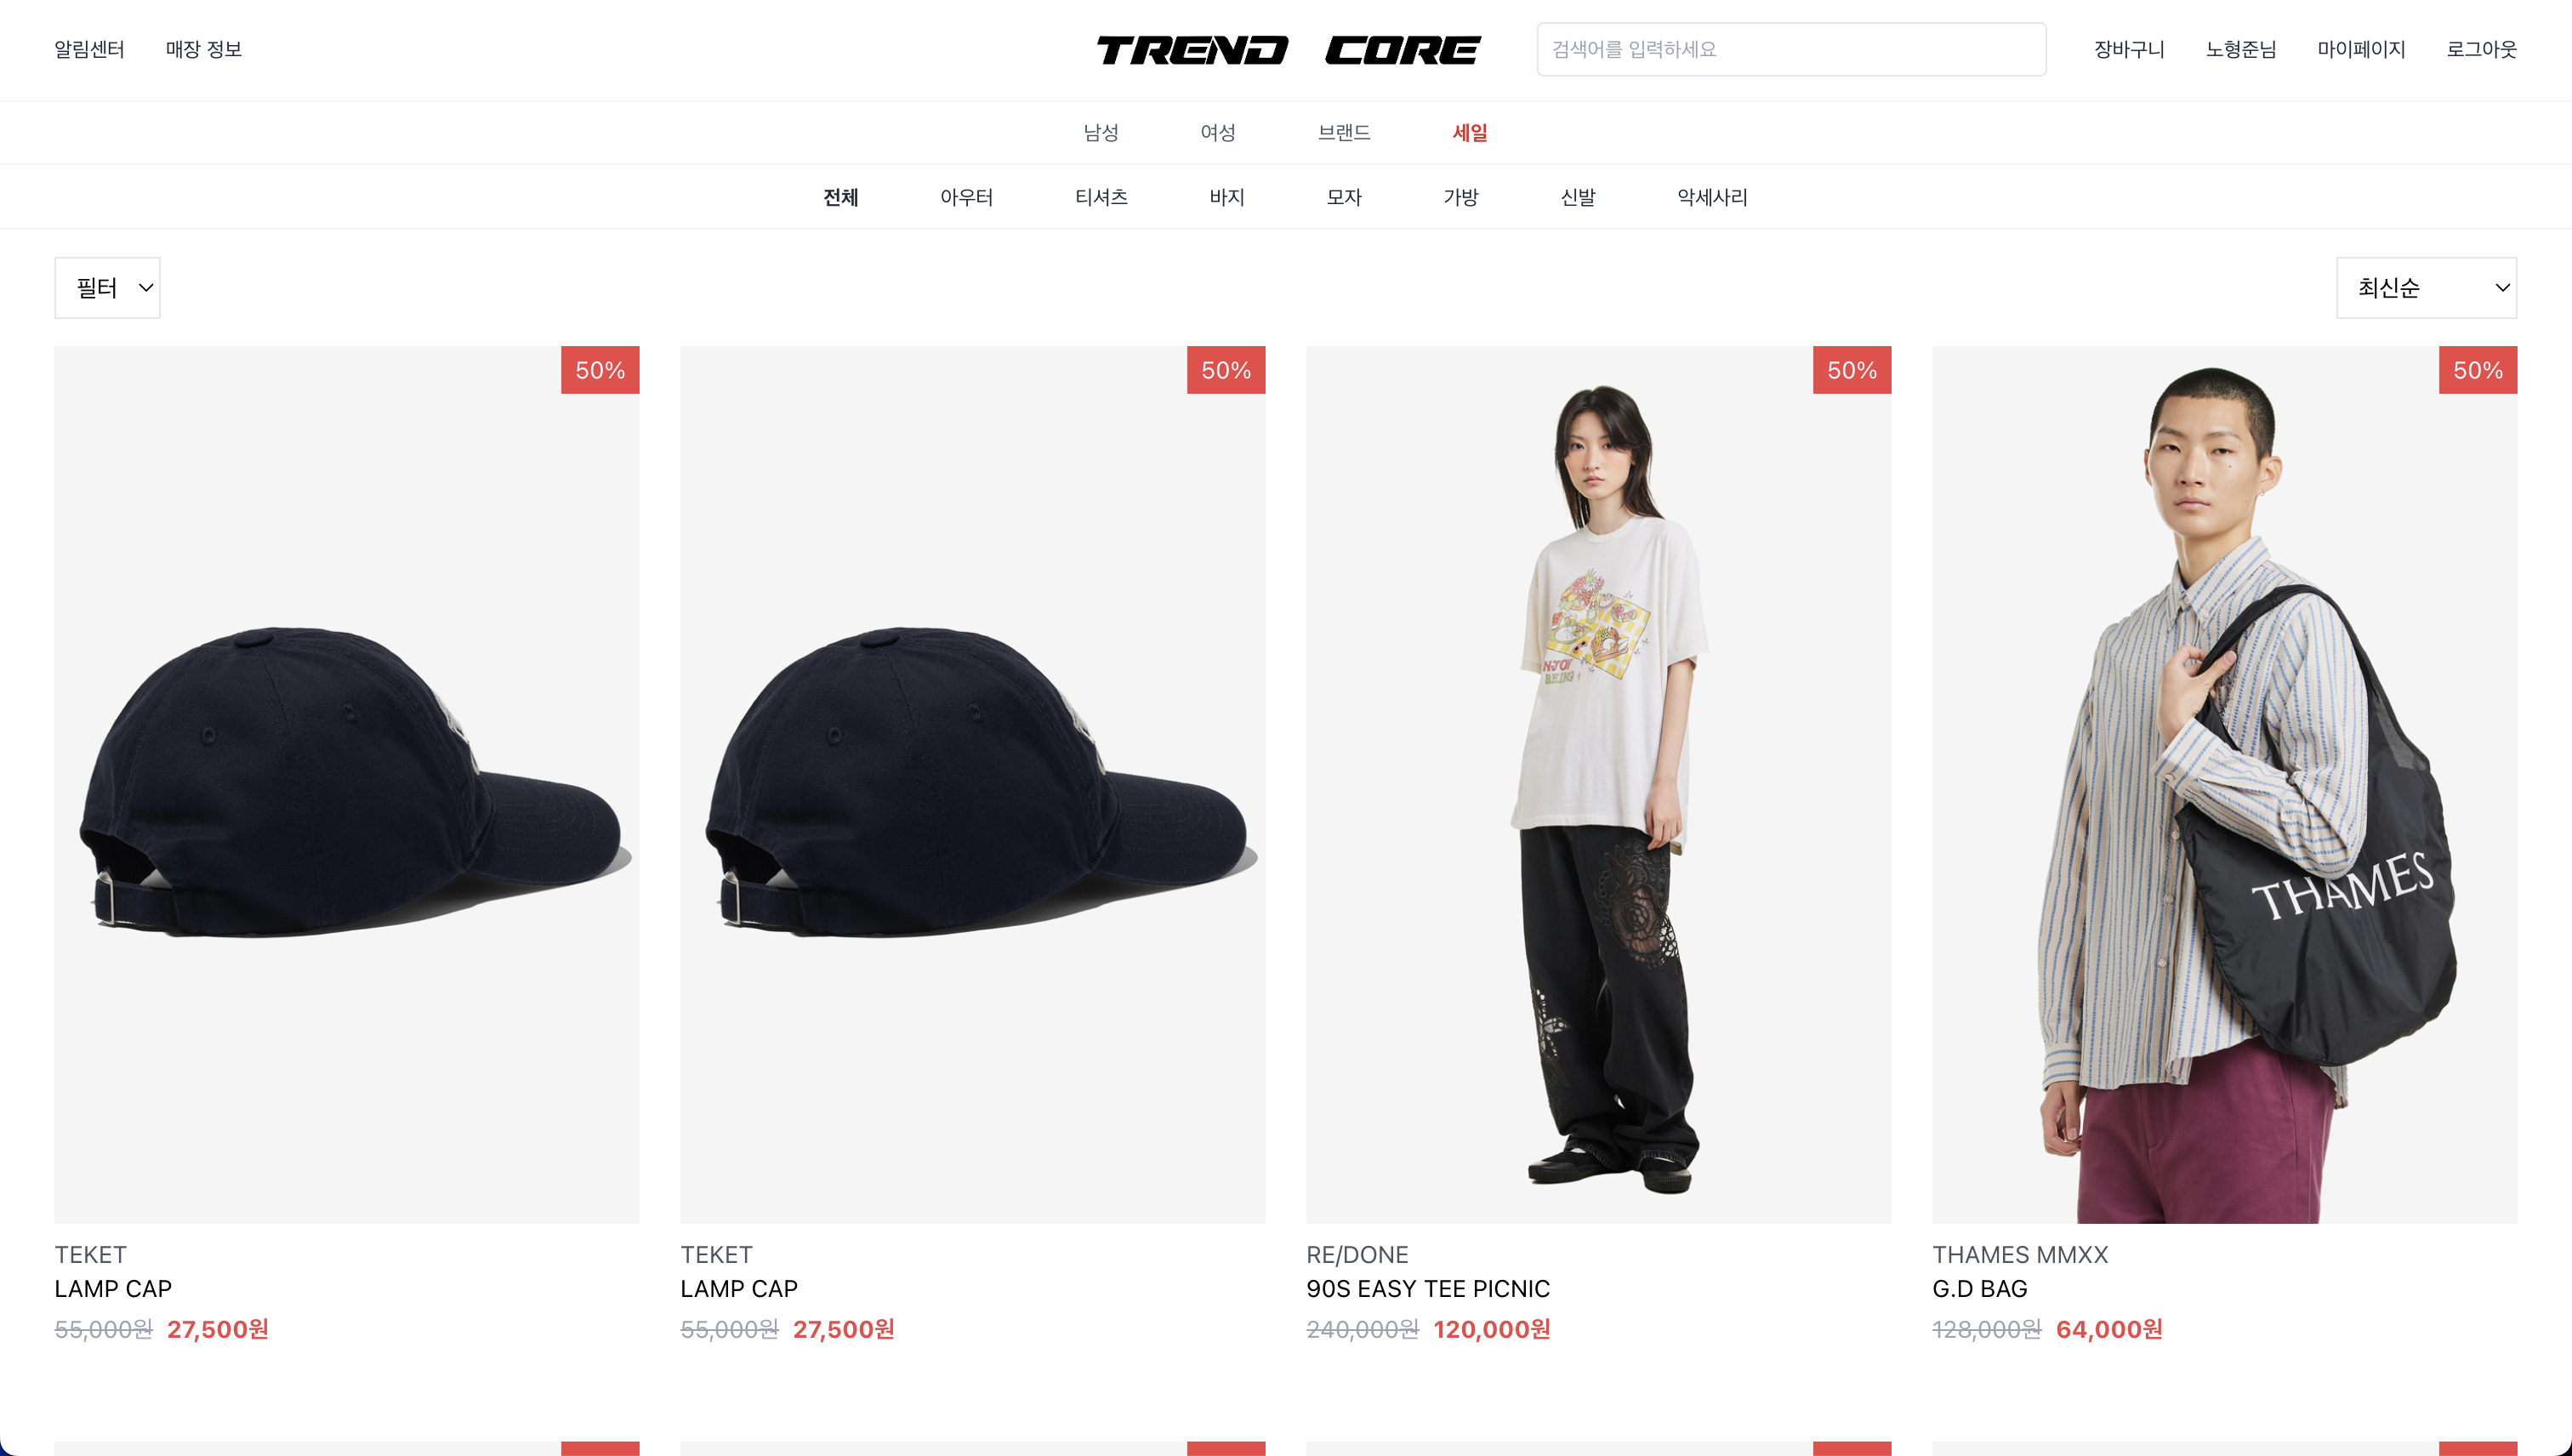 알림센터 매장 정보 TREND CORE 검색어를 입력하세요 장바구니 노형준님 마이페이지 로그아웃
남성 여성 브랜드 세일
전체 아우터 티셔츠 바지 모자 가방 신발 악세사리
필터 최신순
50% 50% 50% 50%
THAMES
TEKET
LAMP CAP
55,000원 27,500원
TEKET
LAMP CAP
55,000원 27,500원
RE/DONE
90S EASY TEE PICNIC
240,000원 120,000원
THAMES MMXX
G.D BAG
128,000원 64,000원